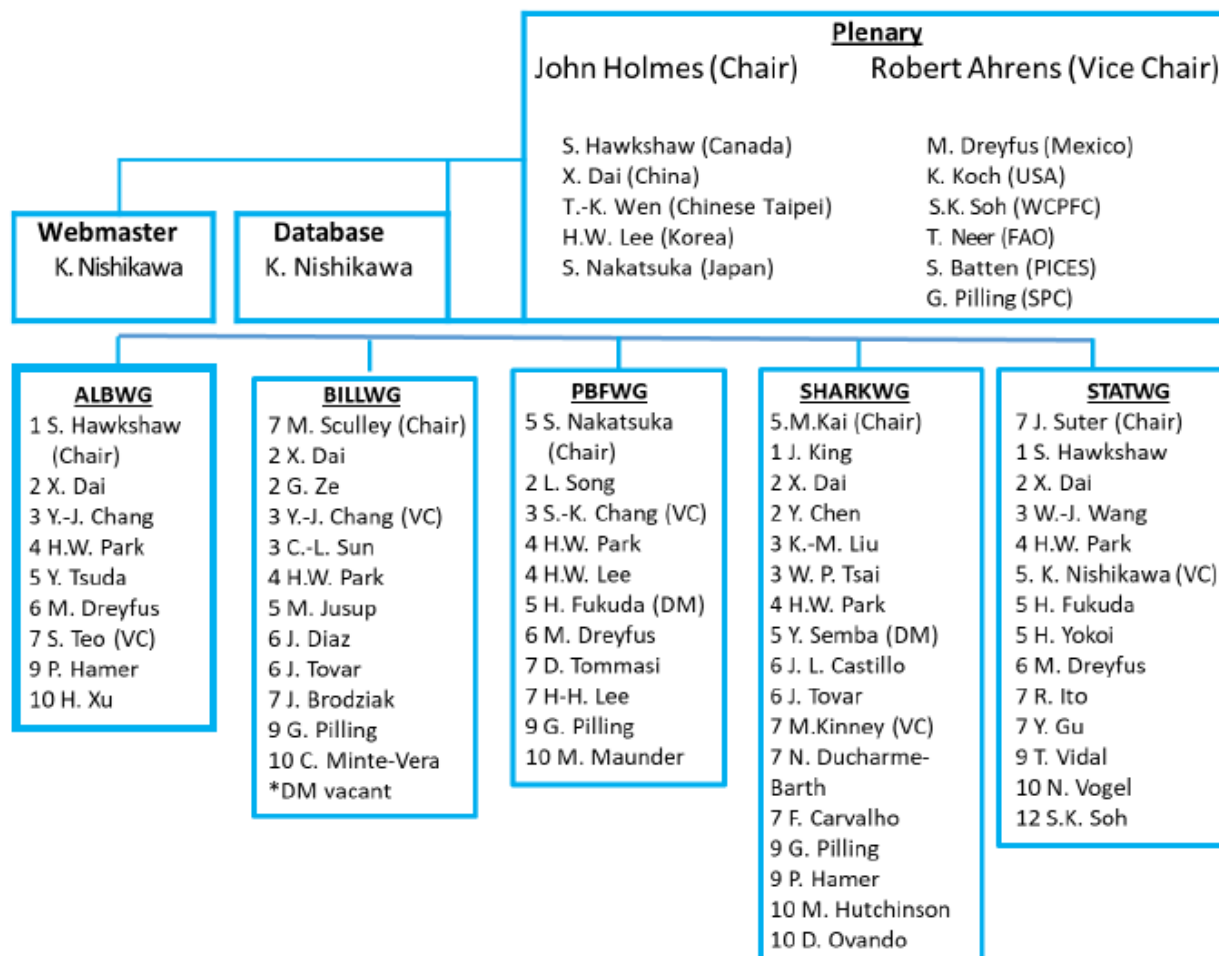 Plenary
John Holmes (Chair) Robert Ahrens (Vice Chair)
S. Hawkshaw (Canada)
X. Dai (China)
T.-K. Wen (Chinese Taipei)
H.W. Lee (Korea)
S. Nakatsuka (Japan)
M. Dreyfus (Mexico)
K. Koch (USA)
S.K. Soh (WCPFC)
T. Neer (FAO)
S. Batten (PICES)
G. Pilling (SPC)
Webmaster
K. Nishikawa
Database
K. Nishikawa
ALBWG
1 S. Hawkshaw
(Chair)
2 X. Dai
3 Y.-J. Chang
4 H.W. Park
5 Y. Tsuda
6 M. Dreyfus
7 S. Teo (VC)
9 P. Hamer
10 H. Xu
BILLWG
7 M. Sculley (Chair)
2 X. Dai
2 G. Ze
3 Y.-J. Chang (VC)
3 C.-L. Sun
4 H.W. Park
5 M. Jusup
6 J. Diaz
6 J. Tovar
7 J. Brodziak
9 G. Pilling
10 C. Minte-Vera
*DM vacant
PBFWG
5 S. Nakatsuka
(Chair)
2 L. Song
3 S.-K. Chang (VC)
4 H.W. Park
4 H.W. Lee
5 H. Fukuda (DM)
6 M. Dreyfus
7 D. Tommasi
7 H-H. Lee
9 G. Pilling
10 M. Maunder
SHARKWG
5.M.Kai (Chair)
1 J. King
2 X. Dai
2 Y. Chen
3 K.-M. Liu
3 W. P. Tsai
4 H.W. Park
5 Y. Semba (DM)
6 J. L. Castillo
6 J. Tovar
7 M.Kinney (VC)
7 N. Ducharme-
Barth
7 F. Carvalho
9 G. Pilling
9 P. Hamer
10 M. Hutchinson
10 D. Ovando
STATWG
7 J. Suter (Chair)
1 S. Hawkshaw
2 X. Dai
3 W.-J. Wang
4 H.W. Park
5. K. Nishikawa (VC)
5 H. Fukuda
5 H. Yokoi
6 M. Dreyfus
7 R. Ito
7 Y. Gu
9 T. Vidal
10 N. Vogel
12 S.K. Soh